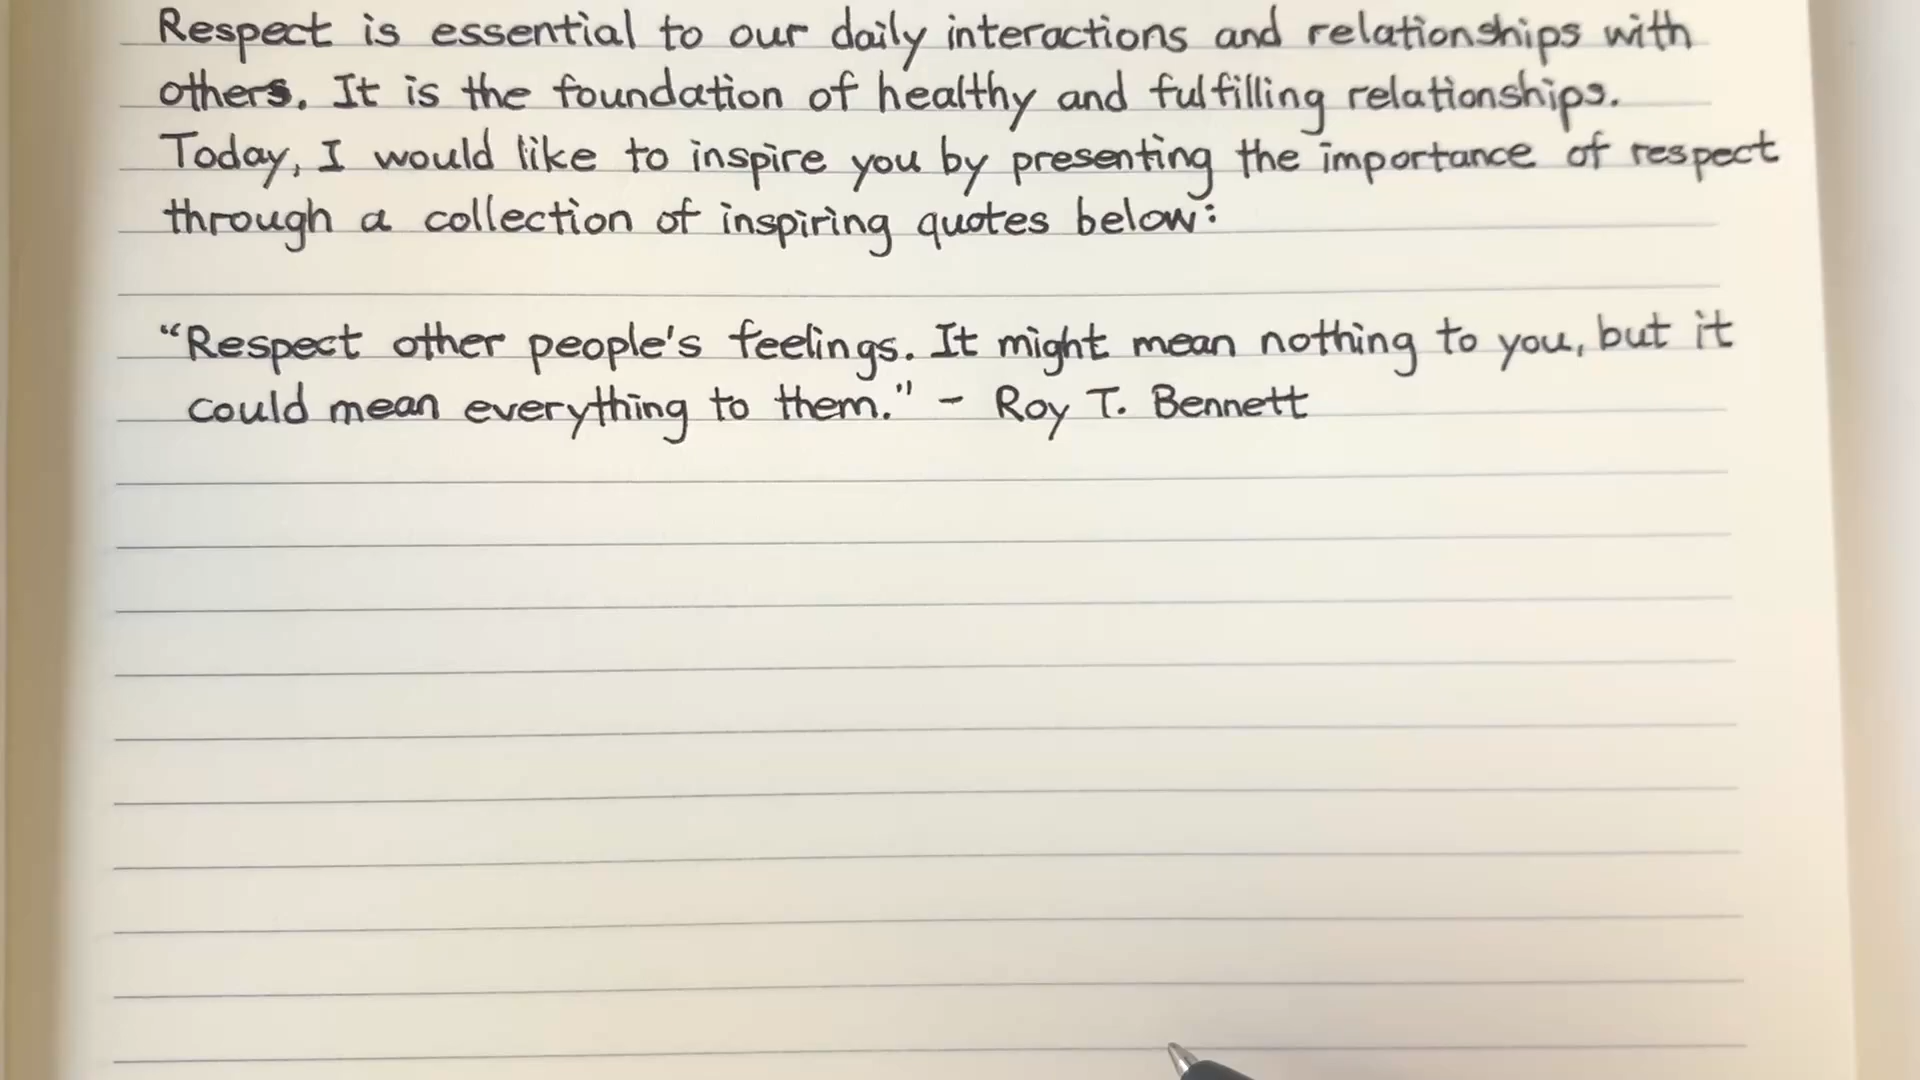 Respect is essential to our daily interactions and relationships with
others. It is the foundation of healthy and fulfilling relationships.
Today, I would like to inspire you by presenting the importance of respect
through a collection of inspiring quotes below:
“Respect other people's feelings. It might mean nothing to you, but it
could mean everything to them.” - Roy T. Bennett